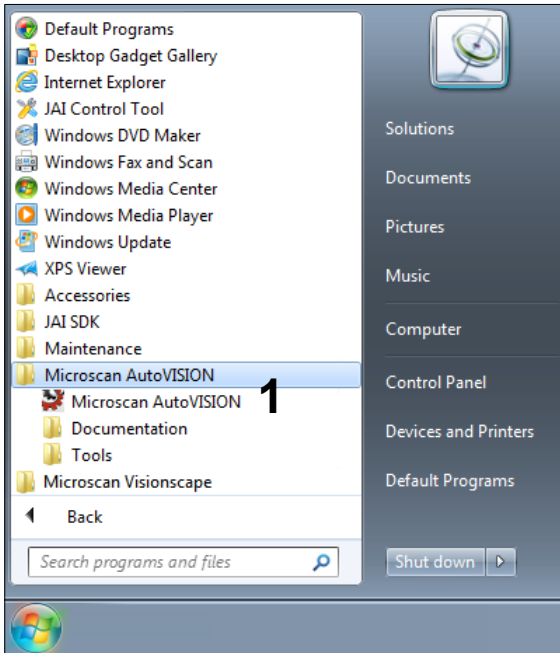 Default Programs
Desktop Gadget Gallery
Internet Explorer
JAI Control Tool
Windows DVD Maker
Windows Fax and Scan
Windows Media Center
Windows Media Player
Windows Update
XPS Viewer
Accessories
JAI SDK
Maintenance
Microscan AutoVISION
Microscan AutoVISION
1
Documentation
Tools
Microscan Visionscape
Back
Search programs and files
Solutions
Documents
Pictures
Music
Computer
Control Panel
Devices and Printers
Default Programs
Shut down